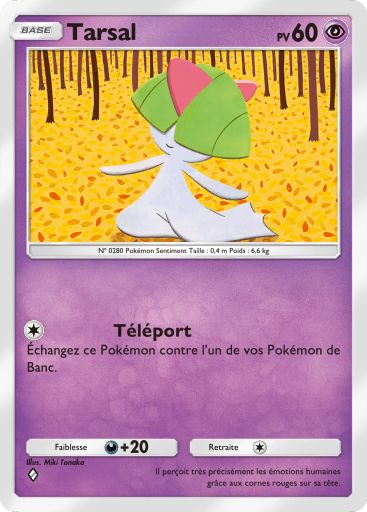 BASE Tarsal PV 60
N° 0280 Pokémon Sentiment Taille : 0,4 m Poids : 6,6 kg
Téléport
Échangez ce Pokémon contre l'un de vos Pokémon de
Banc.
Faiblesse +20 Retraite
Illus. Miki Tanaka
Il perçoit très précisément les émotions humaines
grâce aux cornes rouges sur sa tête.